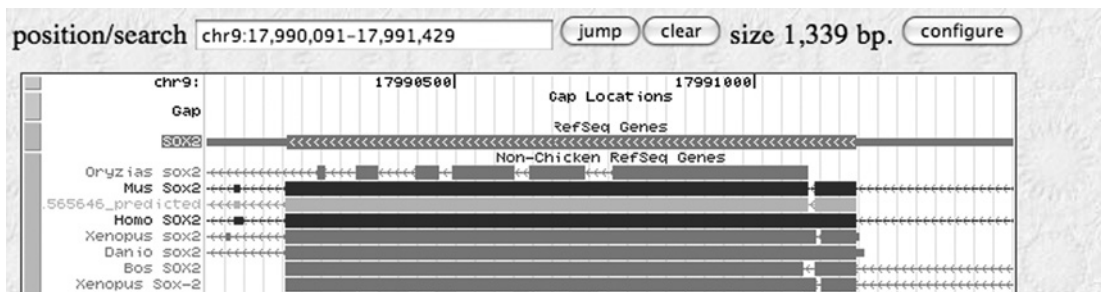 position/search chr9:17,990,091-17,991,429 jump clear size 1,339 bp. configure
chr9: 17990500| 17991000|
Gap Locations
Gap
RefSeq Genes
SOX2
Non-Chicken RefSeq Genes
Oryzias sox2
Mus Sox2
.565646_predicted
Homo SOX2
Xenopus sox2
Danio sox2
Bos SOX2
Xenopus Sox-2